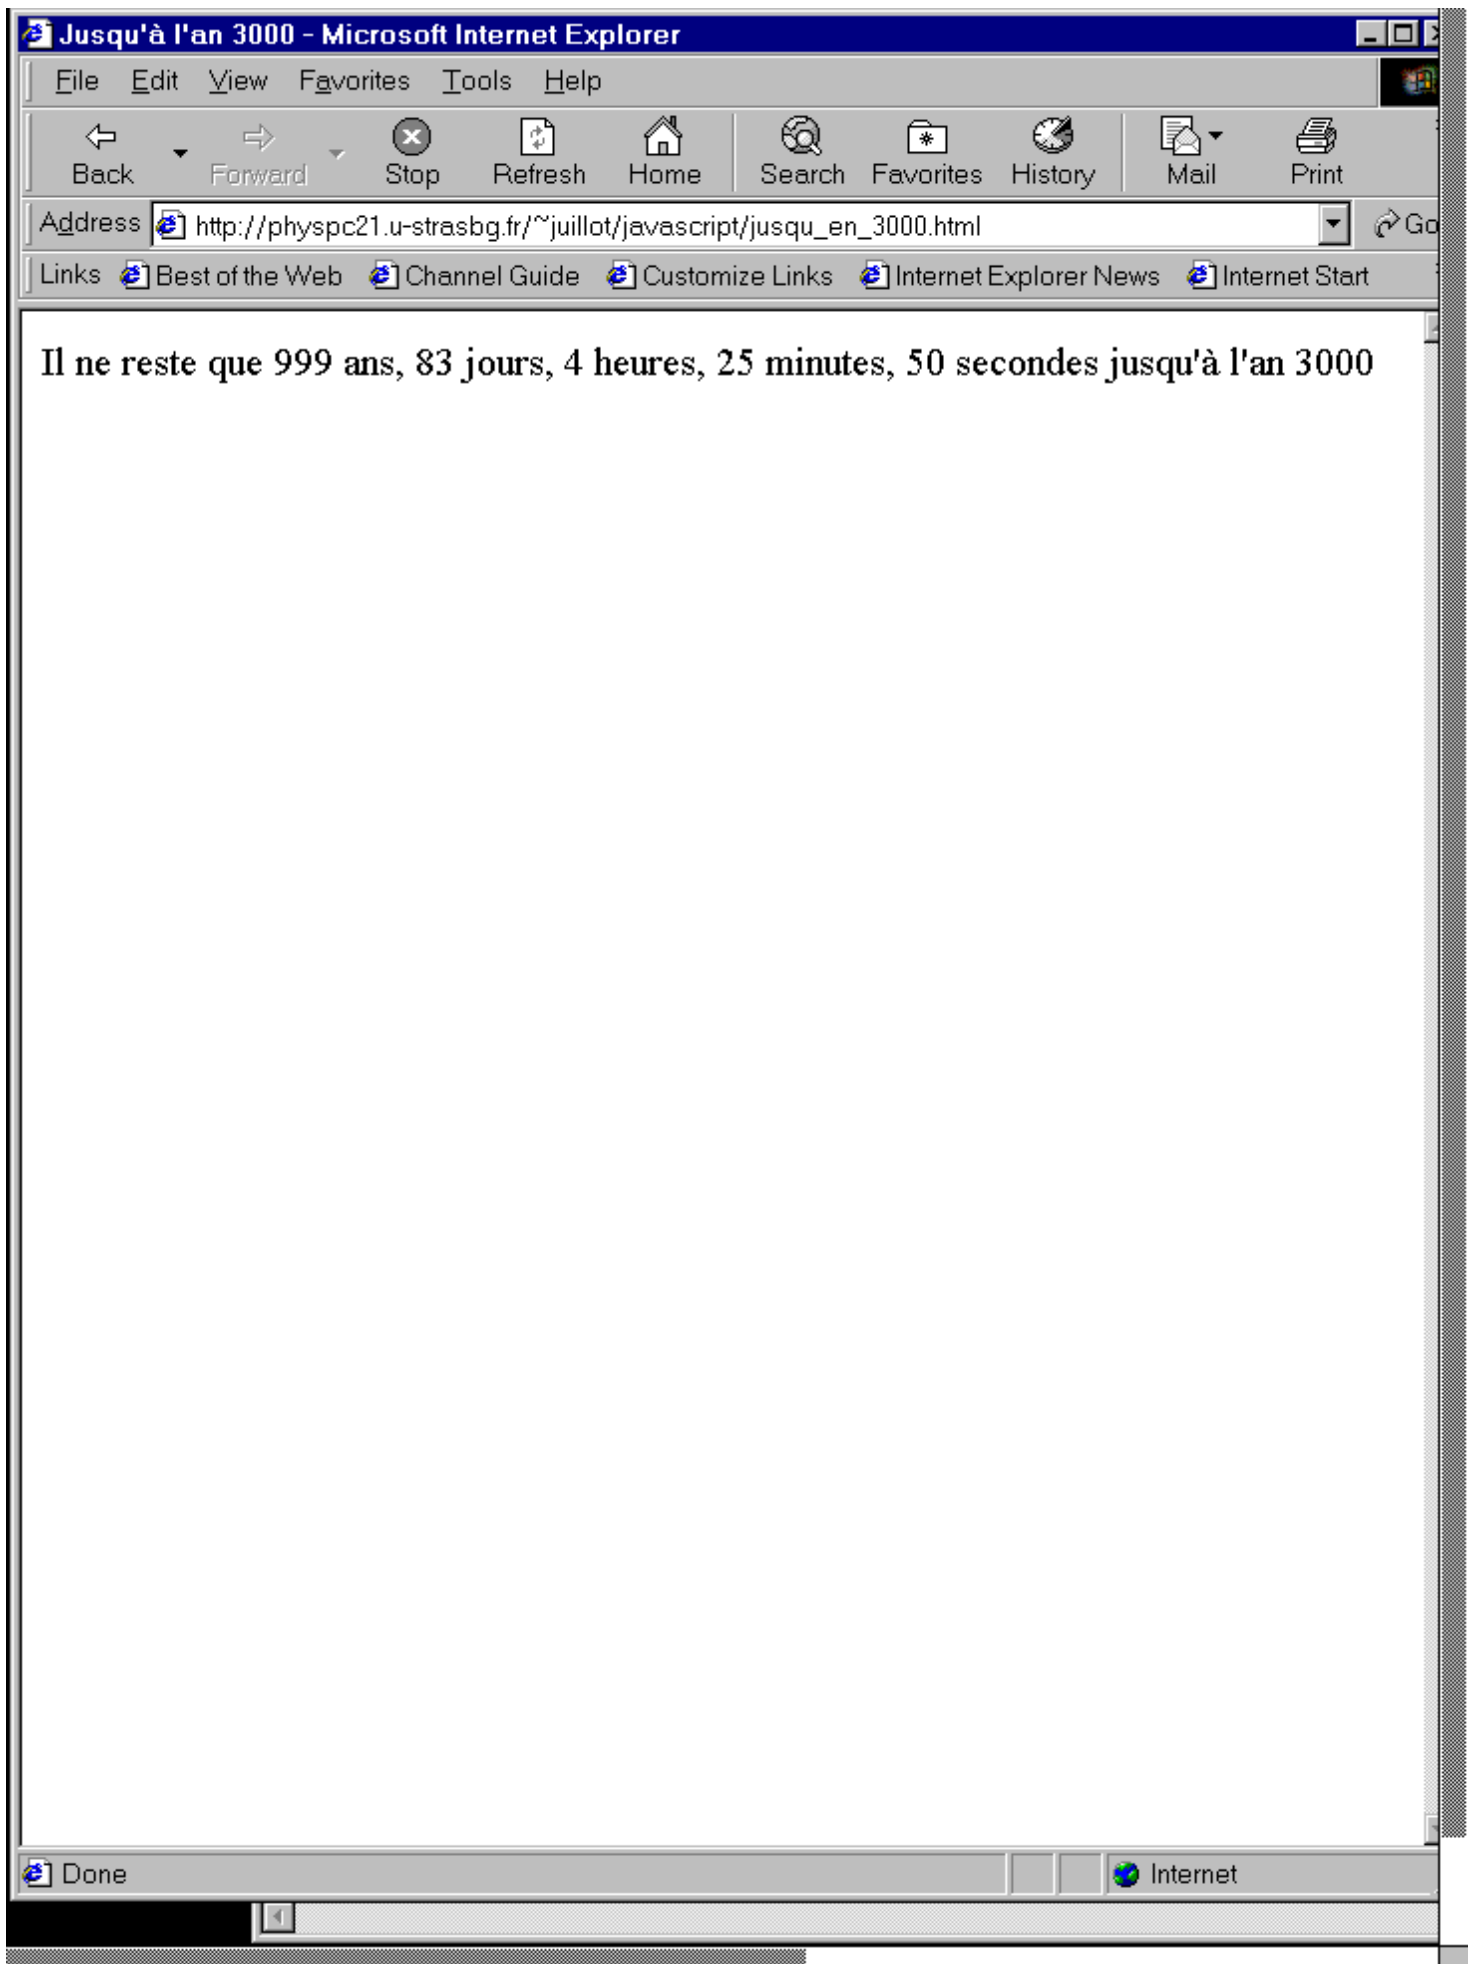 Jusqu'à l'an 3000 - Microsoft Internet Explorer
File Edit View Favorites Tools Help
Back Forward Stop Refresh Home Search Favorites History Mail Print
Address http://physpc21.u-strasbg.fr/~juillot/javascript/jusqu_en_3000.html Go
Links Best of the Web Channel Guide Customize Links Internet Explorer News Internet Start
Il ne reste que 999 ans, 83 jours, 4 heures, 25 minutes, 50 secondes jusqu'à l'an 3000
Done Internet